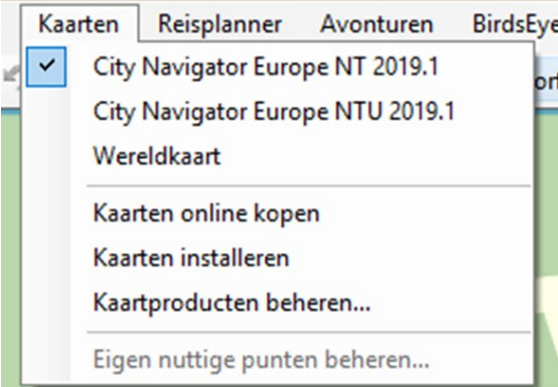 Kaarten Reisplanner Avonturen BirdsEye
City Navigator Europe NT 2019.1
City Navigator Europe NTU 2019.1
Wereldkaart
Kaarten online kopen
Kaarten installeren
Kaartproducten beheren...
Eigen nuttige punten beheren...